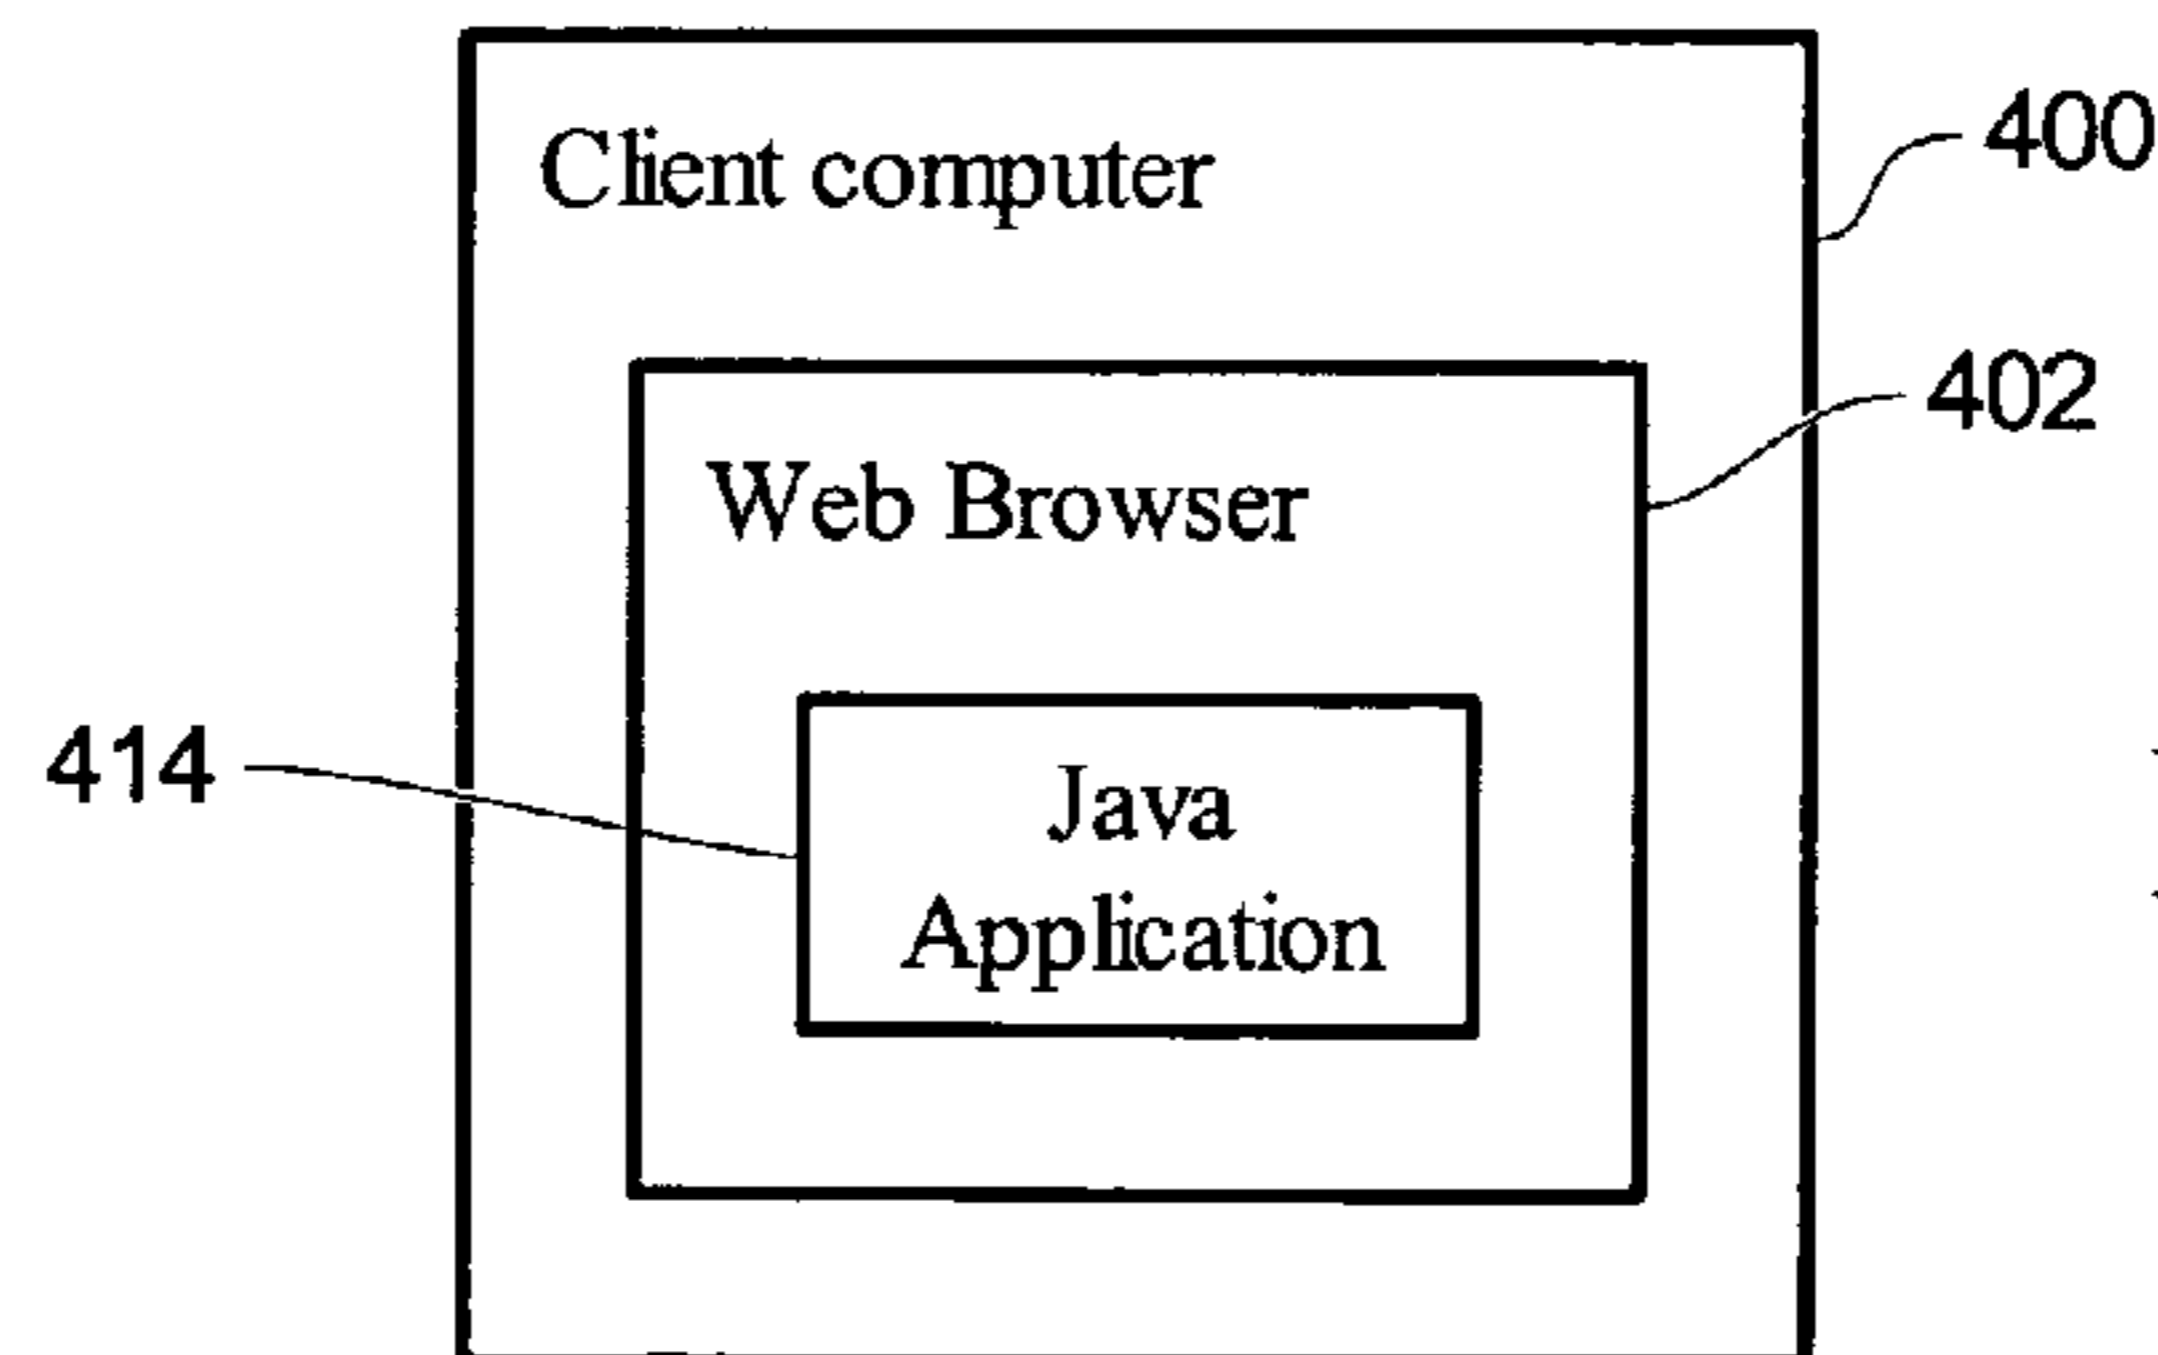 Client computer
400
402
Web Browser
414
Java
Application